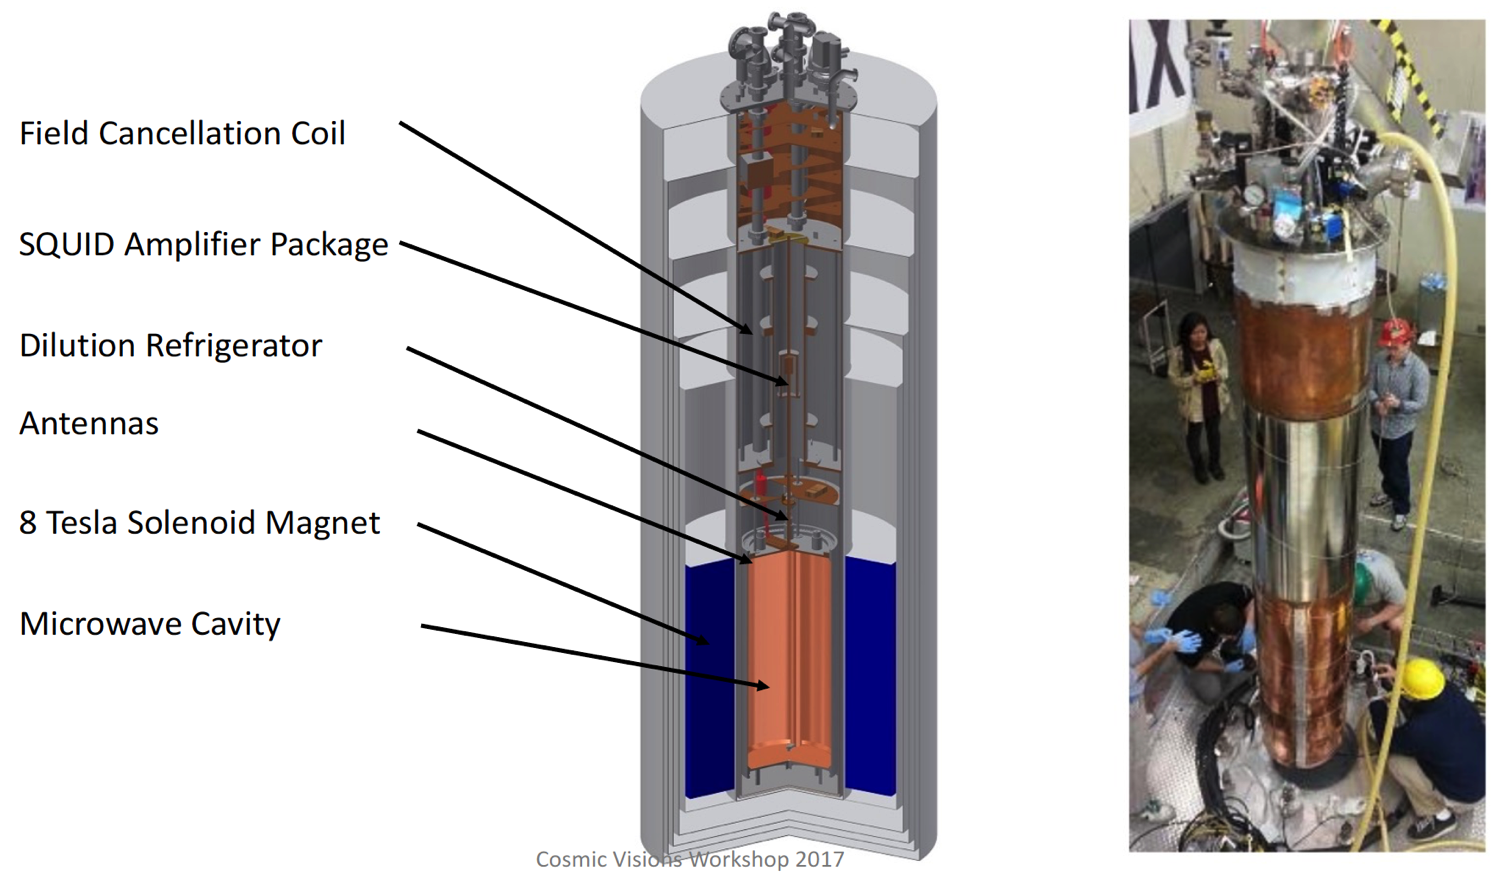 Field Cancellation Coil
SQUID Amplifier Package
Dilution Refrigerator
Antennas
8 Tesla Solenoid Magnet
Microwave Cavity
Cosmic Visions Workshop 2017